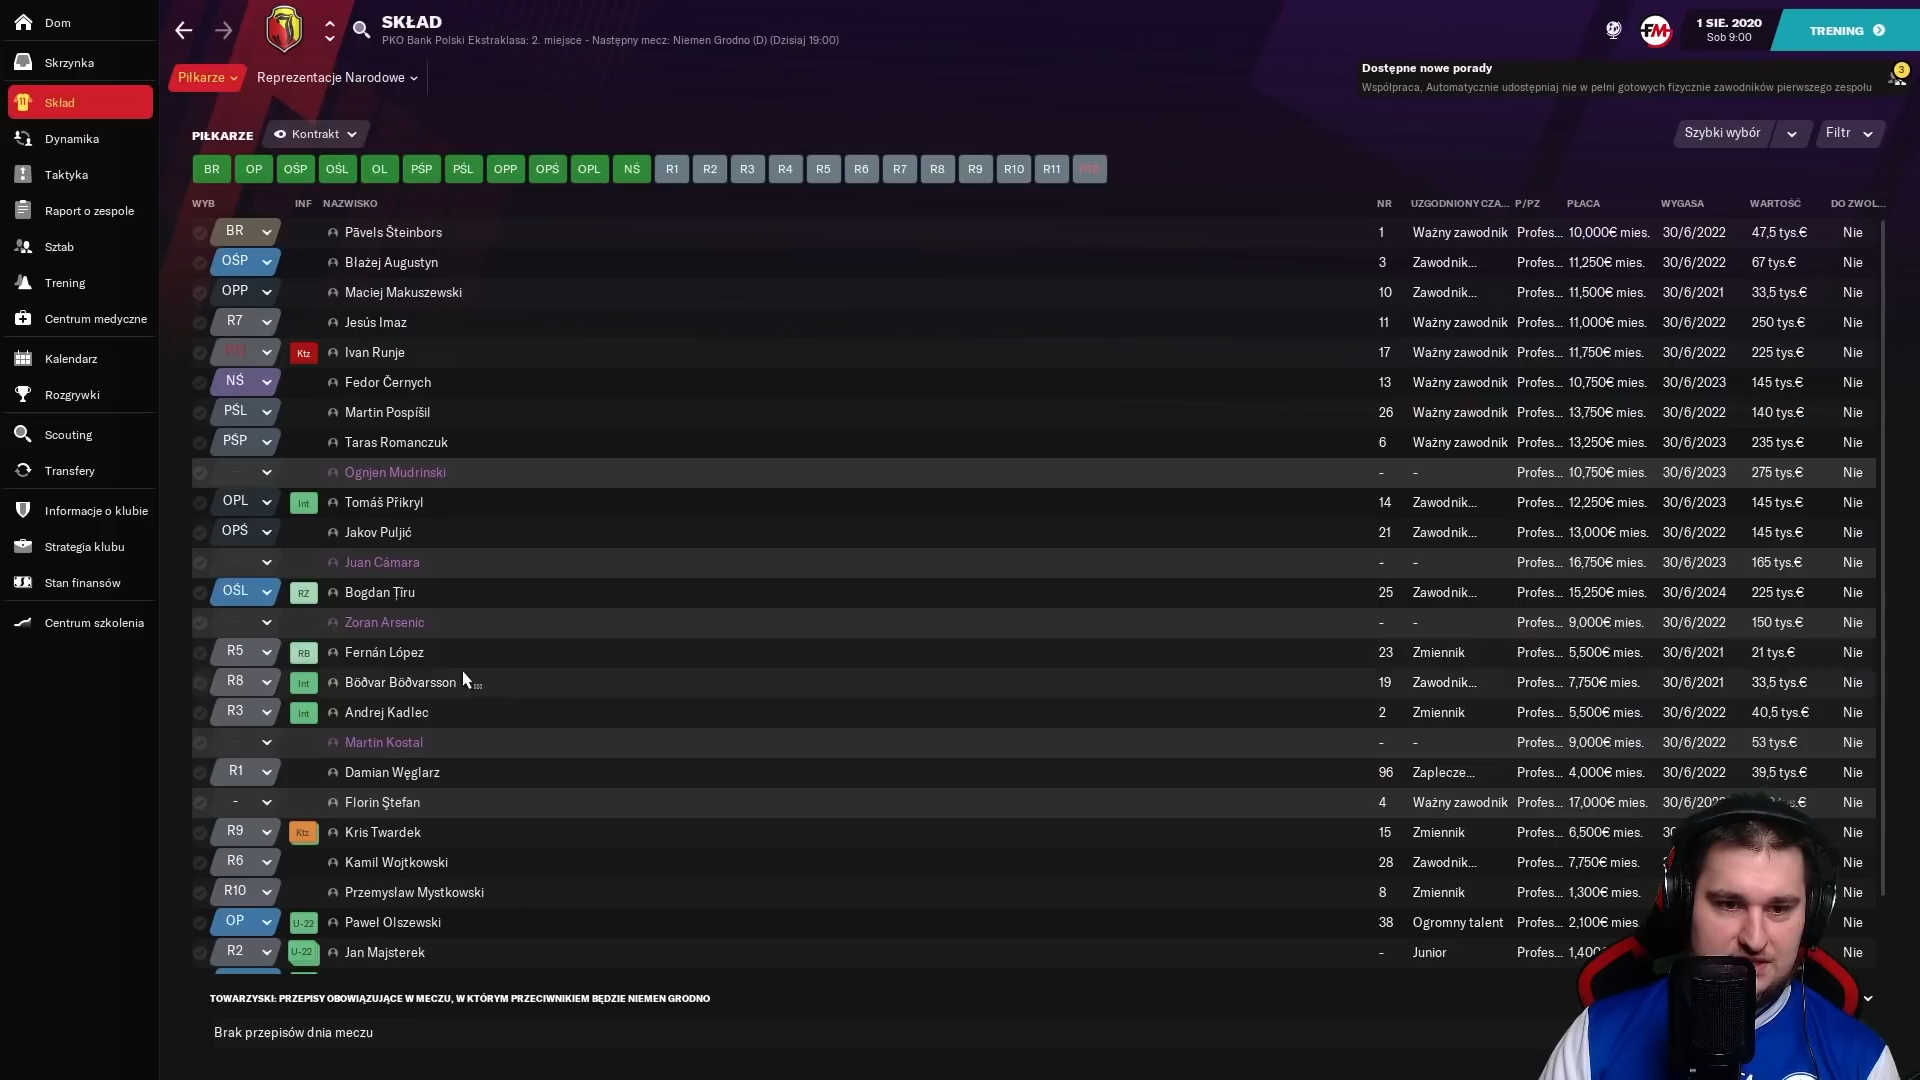 Dom
Skrzynka
Skład
Dynamika
Taktyka
Raport o zespole
Sztab
Trening
Centrum medyczne
Kalendarz
Rozgrywki
Scouting
Transfery
Informacje o klubie
Strategia klubu
Stan finansów
Centrum szkolenia
SKŁAD
PKO Bank Polski Ekstraklasa: 2. miejsce - Następny mecz: Niemen Grodno (D) (Dzisiaj 19:00)
FM
1 SIE. 2020
Sob 9:00
TRENING
Piłkarze
Reprezentacje Narodowe
Dostępne nowe porady
3
Współpraca, Automatycznie udostępniaj nie w pełni gotowych fizycznie zawodników pierwszego zespołu
PIŁKARZE
Kontrakt
Szybki wybór
Filtr
BR OP OŚP OŚL OL PŚP PŚL OPP OPŚ OPL NŚ R1 R2 R3 R4 R5 R6 R7 R8 R9 R10 R11
WYB INF NAZWISKO NR UZGODNIONY CZA... P/PZ PŁACA WYGASA WARTOŚĆ DO ZWOL...
BR Pāvels Šteinbors 1 Ważny zawodnik Profes... 10,000€ mies. 30/6/2022 47,5 tys.€ Nie
OŚP Błażej Augustyn 3 Zawodnik... Profes... 11,250€ mies. 30/6/2022 67 tys.€ Nie
OPP Maciej Makuszewski 10 Zawodnik... Profes... 11,500€ mies. 30/6/2021 33,5 tys.€ Nie
R7 Jesús Imaz 11 Ważny zawodnik Profes... 11,000€ mies. 30/6/2022 250 tys.€ Nie
Ktz Ivan Runje 17 Ważny zawodnik Profes... 11,750€ mies. 30/6/2022 225 tys.€ Nie
NŚ Fedor Černych 13 Ważny zawodnik Profes... 10,750€ mies. 30/6/2023 145 tys.€ Nie
PŚL Martin Pospíšil 26 Ważny zawodnik Profes... 13,750€ mies. 30/6/2022 140 tys.€ Nie
PŚP Taras Romanczuk 6 Ważny zawodnik Profes... 13,250€ mies. 30/6/2023 235 tys.€ Nie
Ognjen Mudrinski - - Profes... 10,750€ mies. 30/6/2023 275 tys.€ Nie
OPL Int Tomáš Přikryl 14 Zawodnik... Profes... 12,250€ mies. 30/6/2023 145 tys.€ Nie
OPŚ Jakov Puljić 21 Zawodnik... Profes... 13,000€ mies. 30/6/2022 145 tys.€ Nie
Juan Cámara - - Profes... 16,750€ mies. 30/6/2023 165 tys.€ Nie
OŚL RZ Bogdan Țîru 25 Zawodnik... Profes... 15,250€ mies. 30/6/2024 225 tys.€ Nie
Zoran Arsenic - - Profes... 9,000€ mies. 30/6/2022 150 tys.€ Nie
R5 RB Fernán López 23 Zmiennik Profes... 5,500€ mies. 30/6/2021 21 tys.€ Nie
R8 Int Böðvar Böðvarsson 19 Zawodnik... Profes... 7,750€ mies. 30/6/2021 33,5 tys.€ Nie
R3 Int Andrej Kadlec 2 Zmiennik Profes... 5,500€ mies. 30/6/2022 40,5 tys.€ Nie
Martin Kostal - - Profes... 9,000€ mies. 30/6/2022 53 tys.€ Nie
R1 Damian Węglarz 96 Zaplecze... Profes... 4,000€ mies. 30/6/2022 39,5 tys.€ Nie
- Florin Ştefan 4 Ważny zawodnik Profes... 17,000€ mies. Nie
R9 Ktz Kris Twardek 15 Zmiennik Profes... 6,500€ mies. Nie
R6 Kamil Wojtkowski 28 Zawodnik... Profes... 7,750€ mies. Nie
R10 Przemysław Mystkowski 8 Zmiennik Profes... 1,300€ mies. Nie
OP U-22 Paweł Olszewski 38 Ogromny talent Profes... 2,100€ mies. Nie
R2 U-22 Jan Majsterek - Junior Profes... Nie
TOWARZYSKI: PRZEPISY OBOWIĄZUJĄCE W MECZU, W KTÓRYM PRZECIWNIKIEM BĘDZIE NIEMEN GRODNO
Brak przepisów dnia meczu